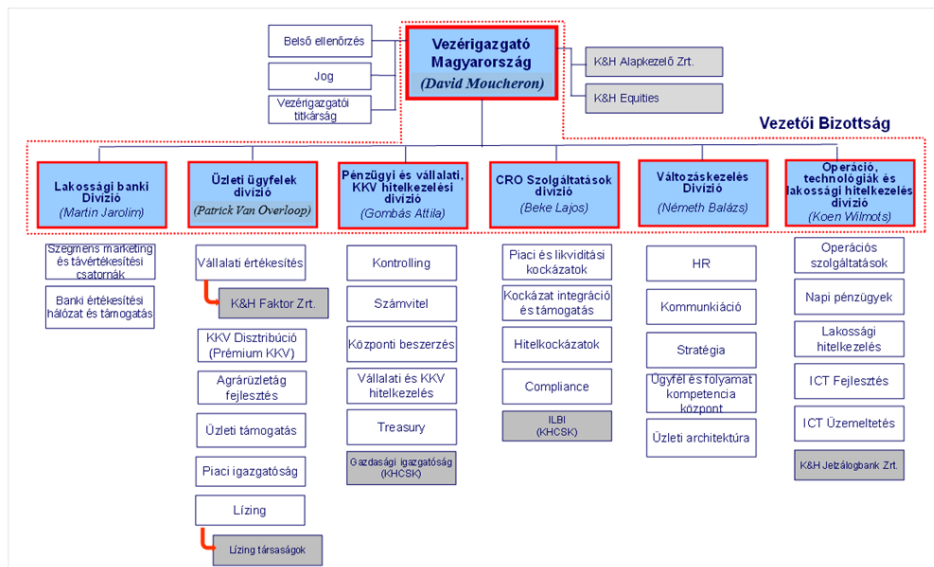 Belső ellenőrzés
Jog
Vezérigazgatói
titkárság
Vezérigazgató
Magyarország
(David Moucheron)
K&H Alapkezelő Zrt.
K&H Equities
Vezetői Bizottság
Lakossági banki
Divízió
(Martin Jarolim)
Üzleti ügyfelek
divízió
(Patrick Van Overloop)
Pénzügyi és vállalati,
KKV hitelkezelési
divízió
(Gombás Attila)
CRO Szolgáltatások
divízió
(Beke Lajos)
Változáskezelés
Divízió
(Németh Balázs)
Operáció,
technológiák és
lakossági hitelkezelés
divízió
(Koen Wilmots)
Szegmens marketing
és távértékesítési
csatornák
Banki értékesítési
hálózat és támogatás
Vállalati értékesítés
K&H Faktor Zrt.
KKV Disztribúció
(Prémium KKV)
Agrárüzletág
fejlesztés
Üzleti támogatás
Piaci igazgatóság
Lízing
Lízing társaságok
Kontrolling
Számvitel
Központi beszerzés
Vállalati és KKV
hitelkezelés
Treasury
Gazdasági igazgatóság
(KHCSK)
Piaci és likviditási
kockázatok
Kockázat integráció
és támogatás
Hitelkockázatok
Compliance
ILBI
(KHCSK)
HR
Kommunkiáció
Stratégia
Ügyfél és folyamat
kompetencia
központ
Üzleti architektúra
Operációs
szolgáltatások
Napi pénzügyek
Lakossági
hitelkezelés
ICT Fejlesztés
ICT Üzemeltetés
K&H Jelzálogbank Zrt.